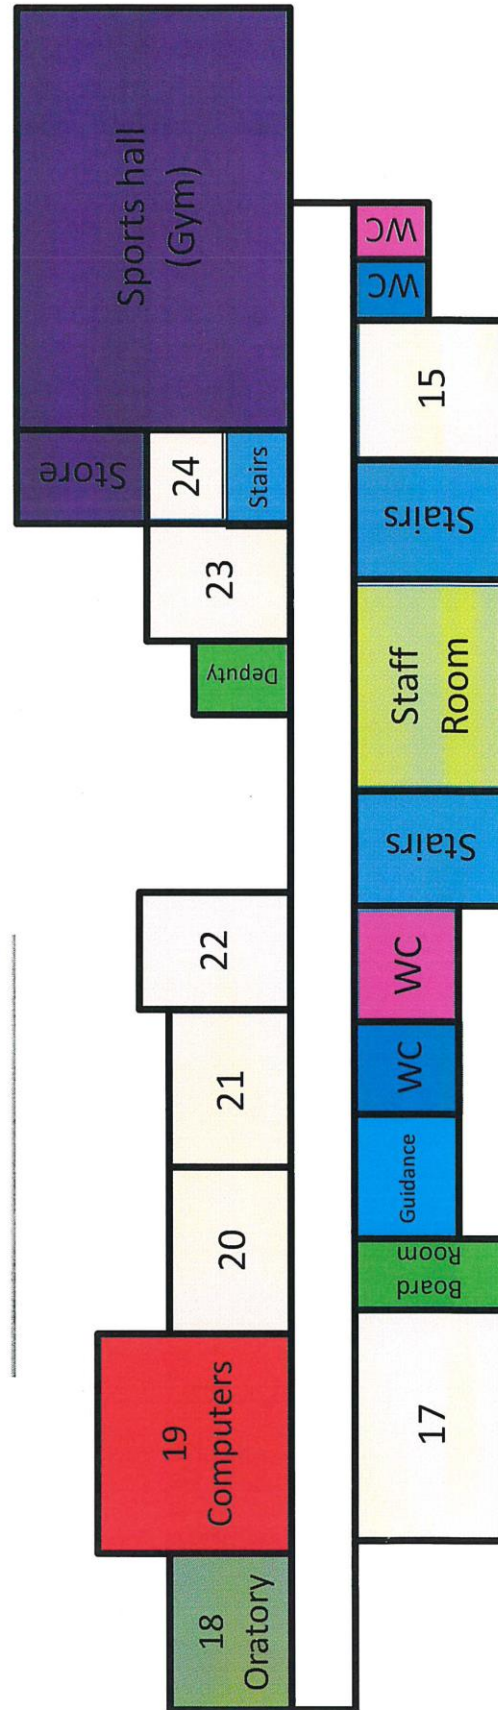 Sports hall
(Gym)
Store
24
Stairs
23
Deputy
22
21
20
19
Computers
18
Oratory
WC
WC
15
Stairs
Staff
Room
Stairs
WC
WC
Guidance
Board
Room
17